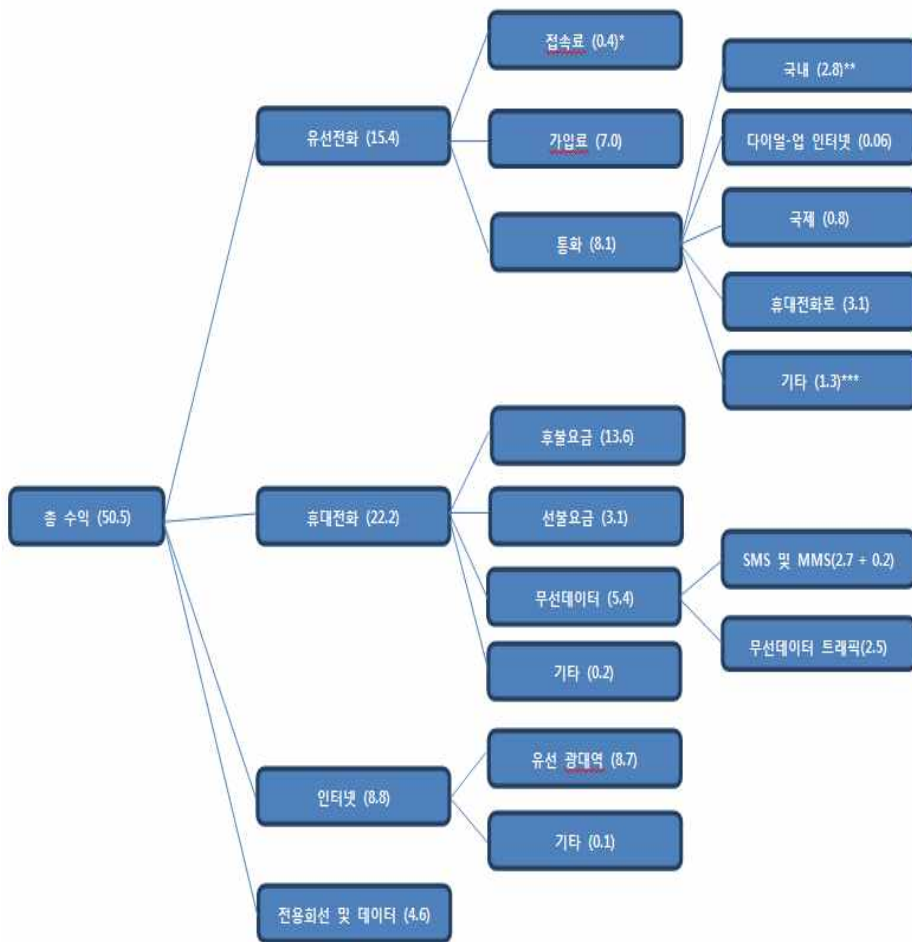 총 수익 (50.5)
유선전화 (15.4)
접속료 (0.4)*
가입료 (7.0)
통화 (8.1)
국내 (2.8)**
다이얼-업 인터넷 (0.06)
국제 (0.8)
휴대전화로 (3.1)
기타 (1.3)***
휴대전화 (22.2)
후불요금 (13.6)
선불요금 (3.1)
무선데이터 (5.4)
SMS 및 MMS(2.7 + 0.2)
무선데이터 트래픽(2.5)
기타 (0.2)
인터넷 (8.8)
유선 광대역 (8.7)
기타 (0.1)
전용회선 및 데이터 (4.6)